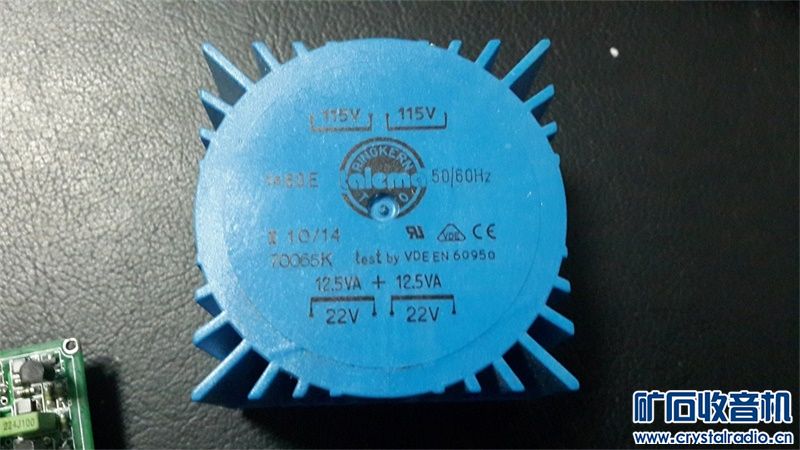 115V 115V
RINGKERN
talema
50/60Hz
10/14
70065K test by VDE EN 60950
12.5VA + 12.5VA
22V 22V
224J100
矿石收音机
www.crystalradio.cn